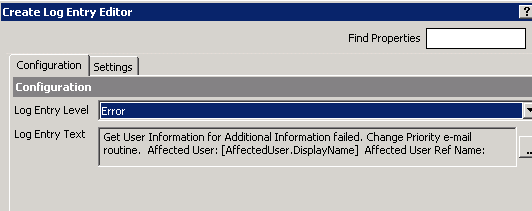 Create Log Entry Editor ?
Find Properties
Configuration Settings
Configuration
Log Entry Level Error
Log Entry Text Get User Information for Additional Information failed. Change Priority e-mail
routine.  Affected User: [AffectedUser.DisplayName]  Affected User Ref Name:
...